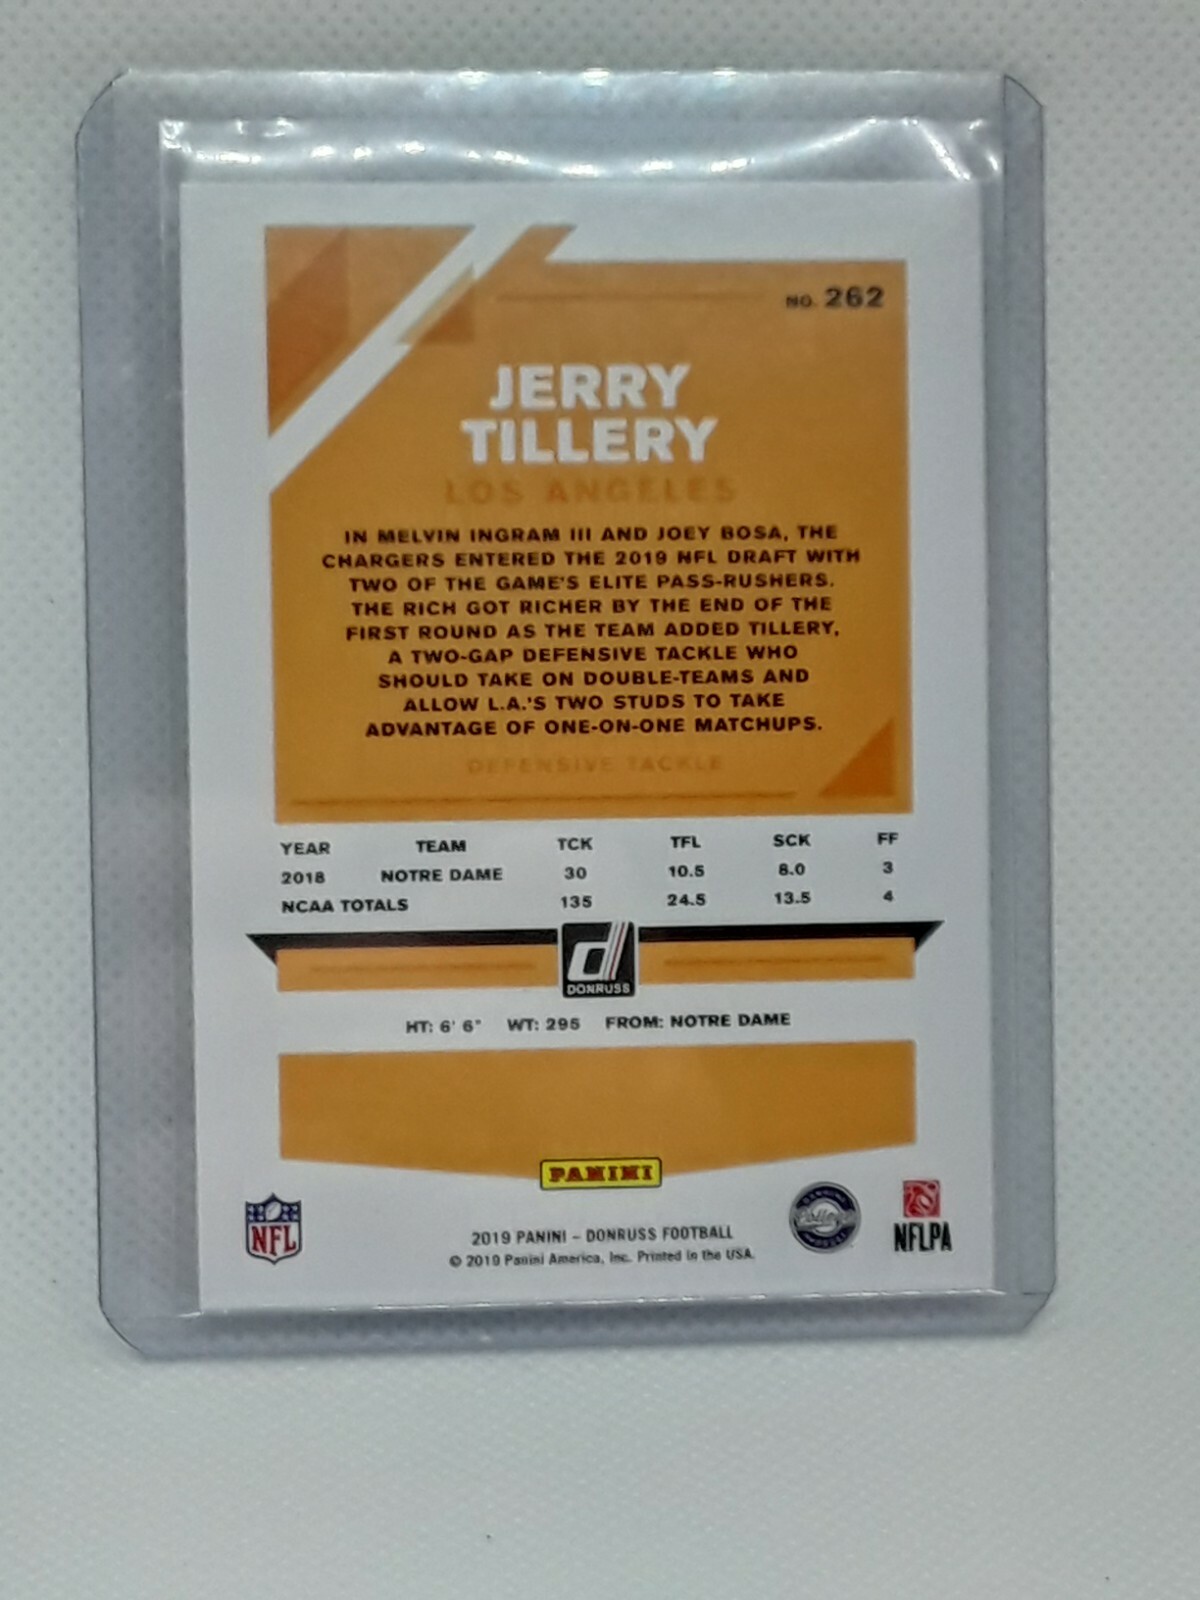 NO. 262
JERRY
TILLERY
LOS ANGELES
IN MELVIN INGRAM III AND JOEY BOSA, THE
CHARGERS ENTERED THE 2019 NFL DRAFT WITH
TWO OF THE GAME'S ELITE PASS-RUSHERS.
THE RICH GOT RICHER BY THE END OF THE
FIRST ROUND AS THE TEAM ADDED TILLERY,
A TWO-GAP DEFENSIVE TACKLE WHO
SHOULD TAKE ON DOUBLE-TEAMS AND
ALLOW L.A.'S TWO STUDS TO TAKE
ADVANTAGE OF ONE-ON-ONE MATCHUPS.
DEFENSIVE TACKLE
YEAR TEAM TCK TFL SCK FF
2018 NOTRE DAME 30 10.5 8.0 3
NCAA TOTALS 135 24.5 13.5 4
d
DONRUSS
HT: 6' 6" WT: 295 FROM: NOTRE DAME
PANINI
NFL
2019 PANINI – DONRUSS FOOTBALL
© 2019 Panini America, Inc. Printed in the USA.
NFLPA